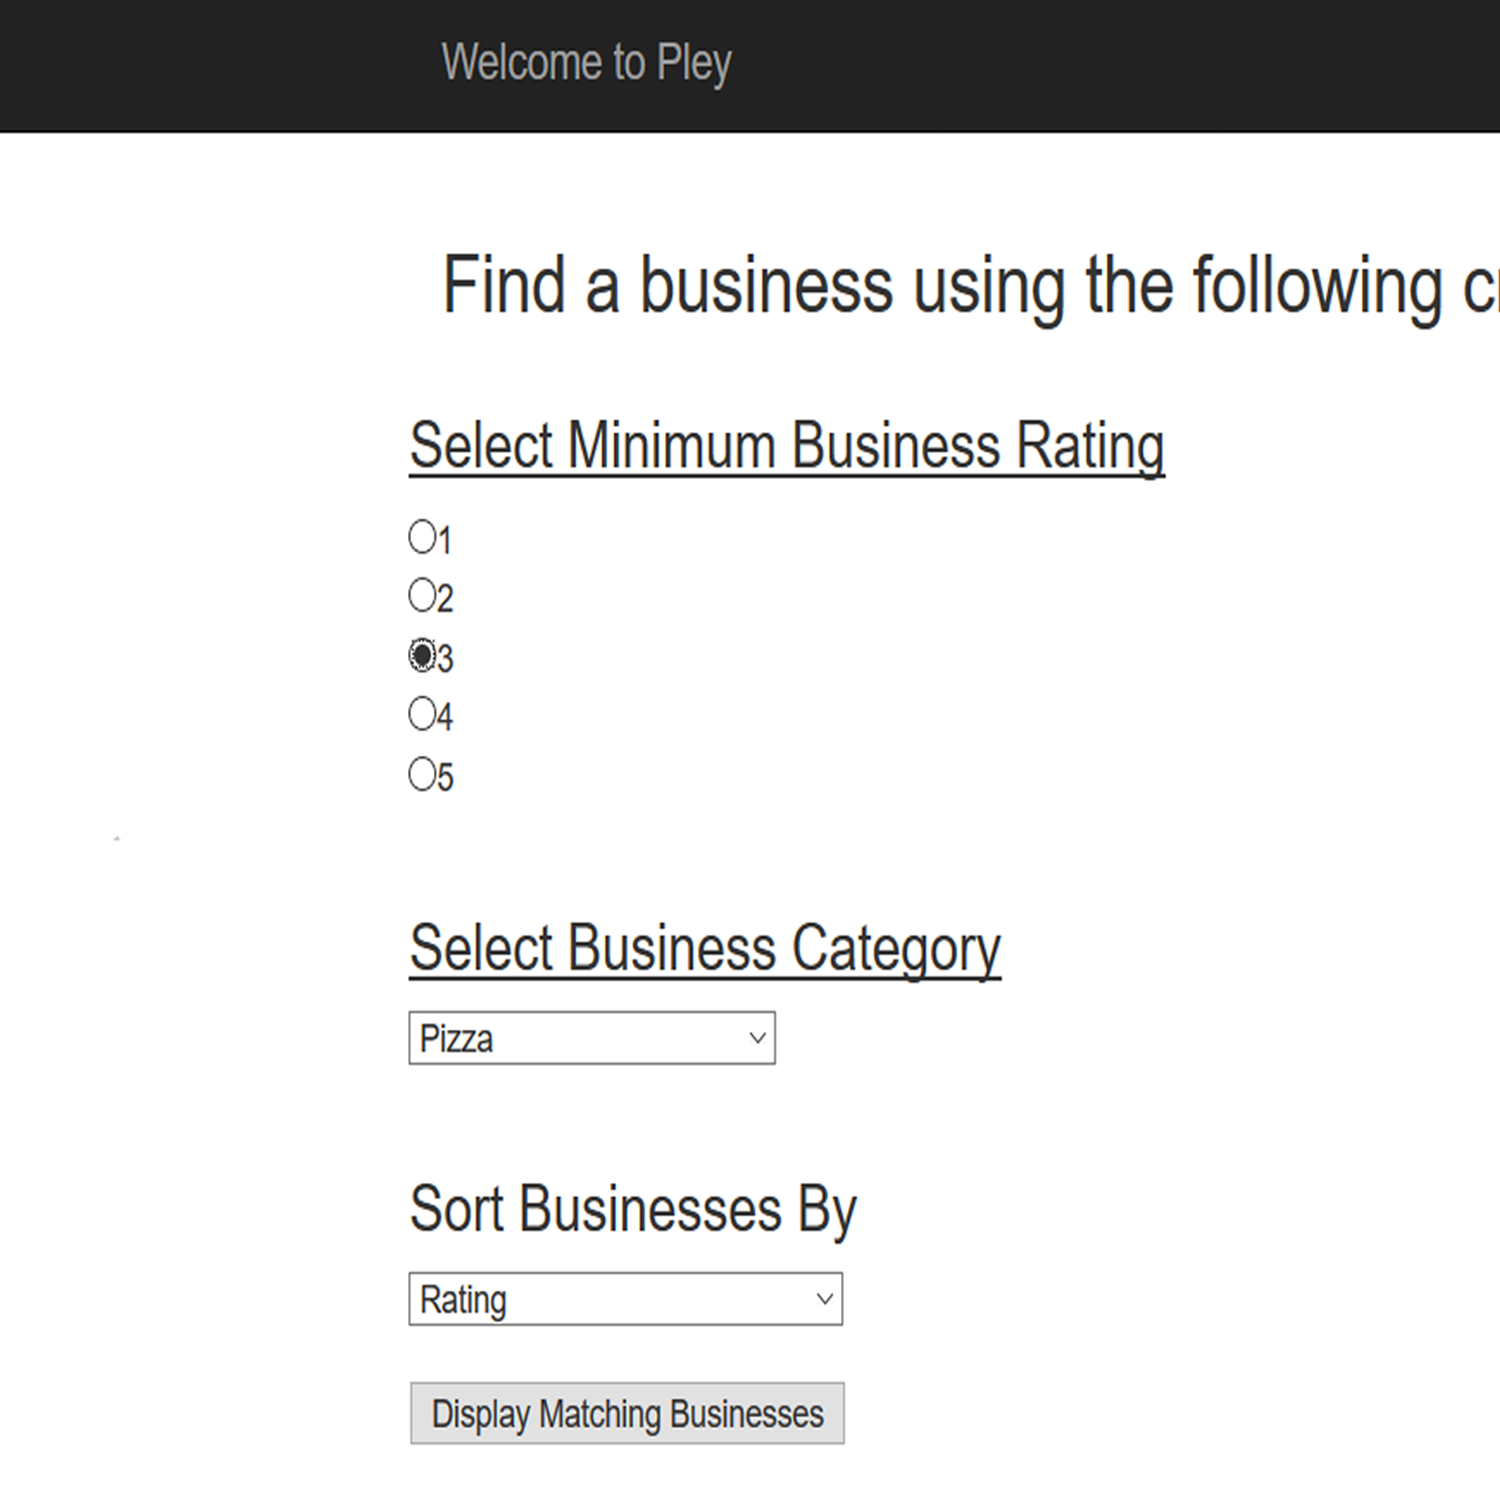 Welcome to Pley
Find a business using the following
Select Minimum Business Rating
1
2
3
4
5
Select Business Category
Pizza
Sort Businesses By
Rating
Display Matching Businesses